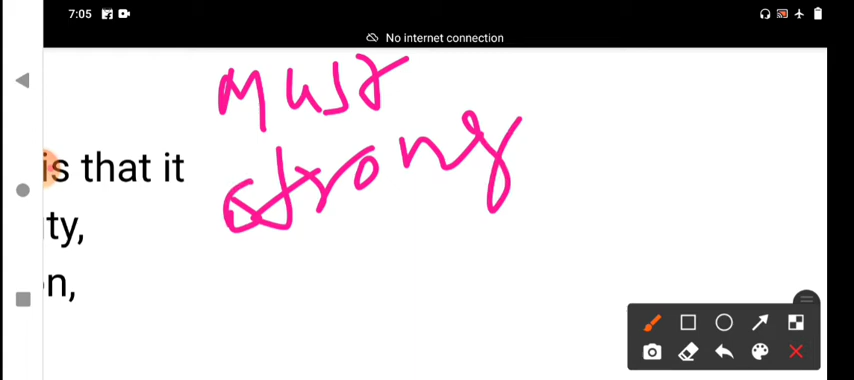 7:05
No internet connection
must
strong
is that it
ty,
n,